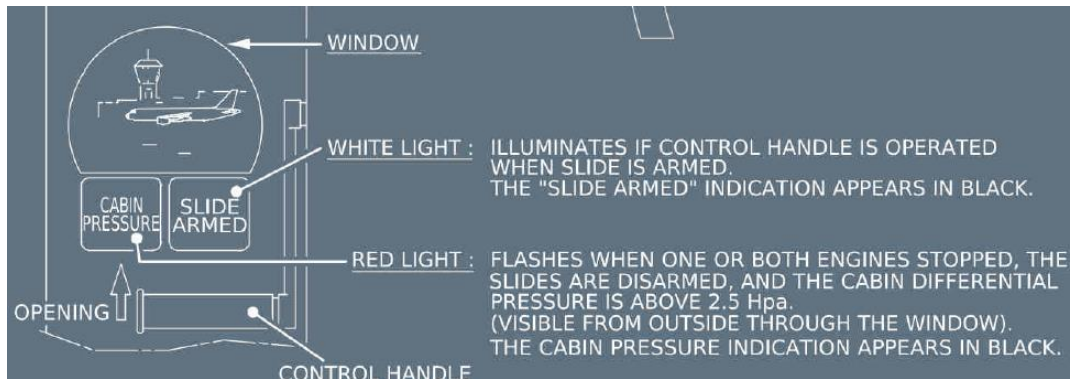 WINDOW
WHITE LIGHT : ILLUMINATES IF CONTROL HANDLE IS OPERATED
WHEN SLIDE IS ARMED.
THE "SLIDE ARMED" INDICATION APPEARS IN BLACK.
CABIN
PRESSURE
SLIDE
ARMED
RED LIGHT : FLASHES WHEN ONE OR BOTH ENGINES STOPPED, THE
SLIDES ARE DISARMED, AND THE CABIN DIFFERENTIAL
PRESSURE IS ABOVE 2.5 Hpa.
(VISIBLE FROM OUTSIDE THROUGH THE WINDOW).
THE CABIN PRESSURE INDICATION APPEARS IN BLACK.
OPENING
CONTROL HANDLE